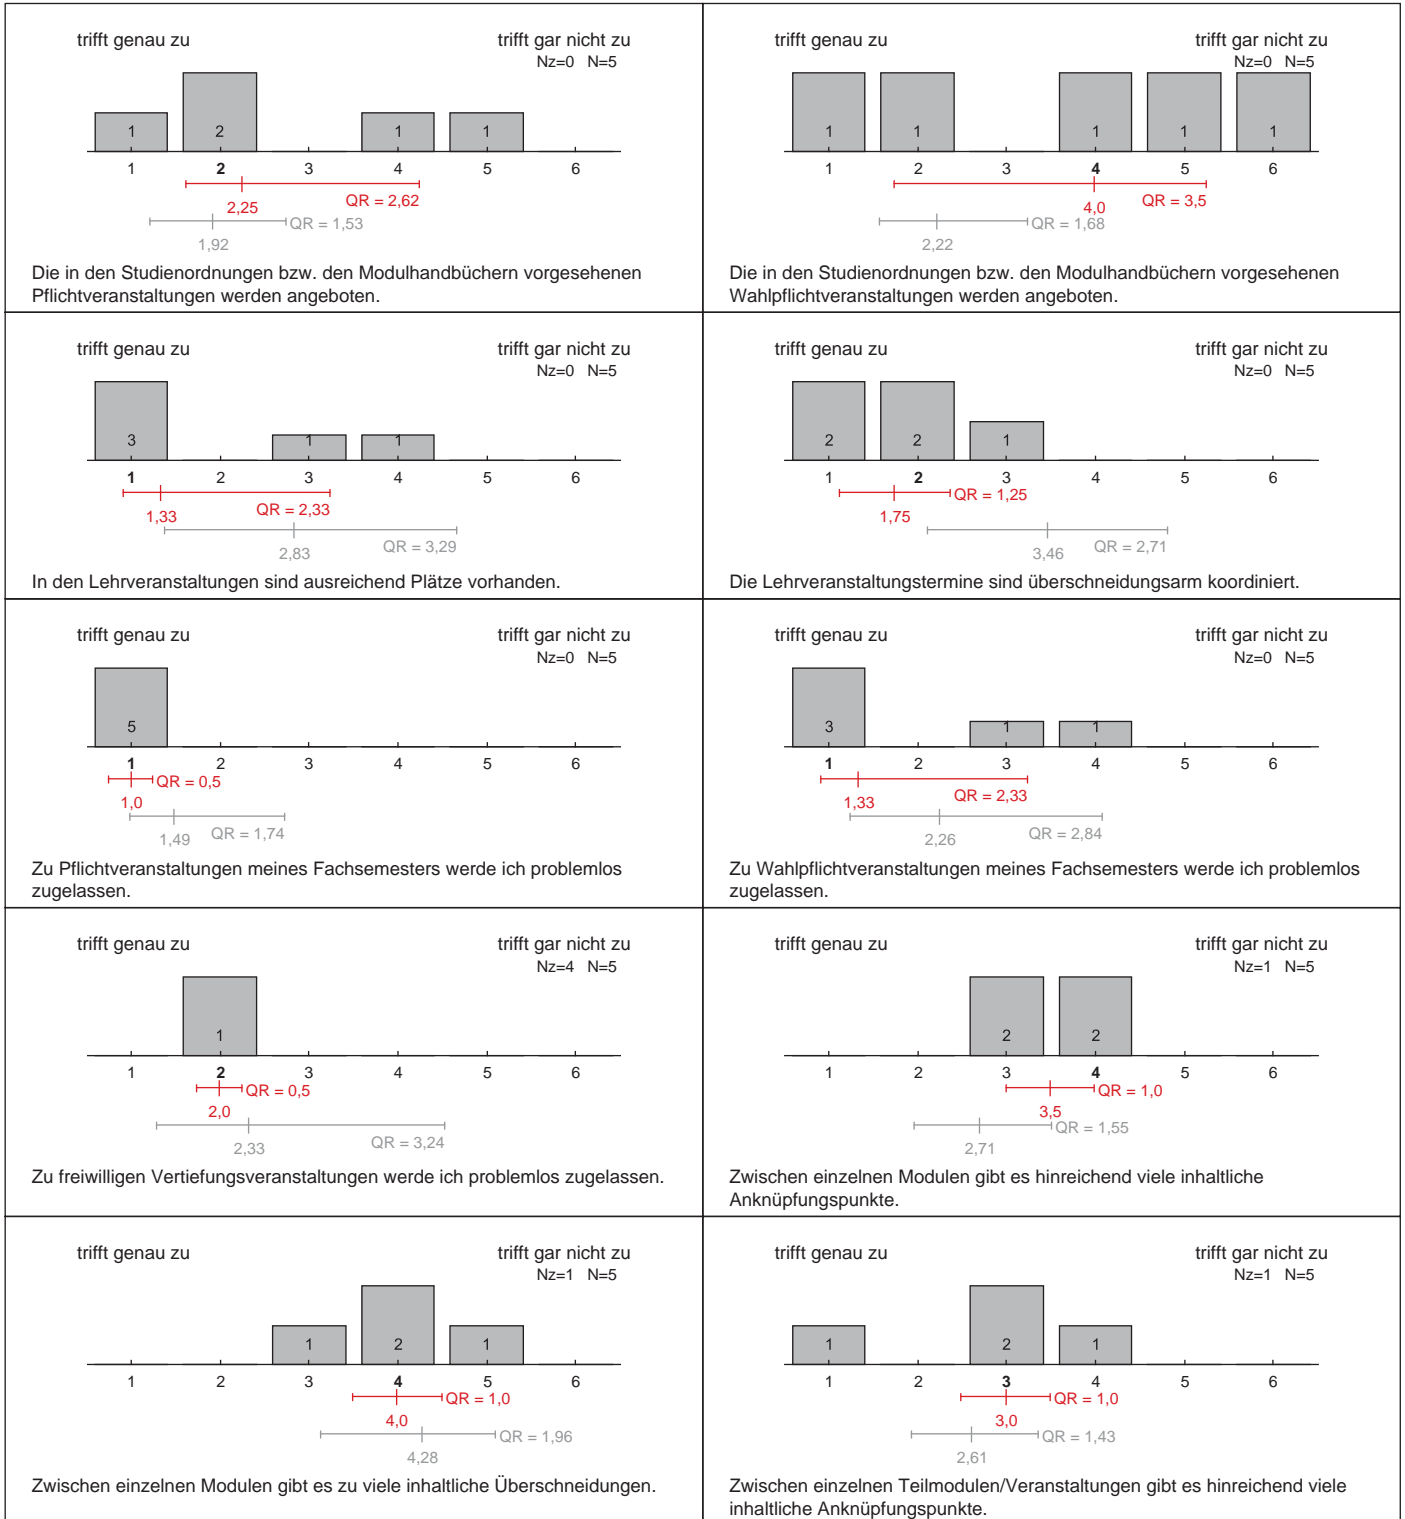 trifft genau zu trifft gar nicht zu
Nz=0 N=5
1 2 1 1
1 2 3 4 5 6
2,25 QR = 2,62
1,92 QR = 1,53
Die in den Studienordnungen bzw. den Modulhandbüchern vorgesehenen
Pflichtveranstaltungen werden angeboten.
trifft genau zu trifft gar nicht zu
Nz=0 N=5
1 1 1 1 1
1 2 3 4 5 6
4,0 QR = 3,5
2,22 QR = 1,68
Die in den Studienordnungen bzw. den Modulhandbüchern vorgesehenen
Wahlpflichtveranstaltungen werden angeboten.
trifft genau zu trifft gar nicht zu
Nz=0 N=5
3 1 1
1 2 3 4 5 6
1,33 QR = 2,33
2,83 QR = 3,29
In den Lehrveranstaltungen sind ausreichend Plätze vorhanden.
trifft genau zu trifft gar nicht zu
Nz=0 N=5
2 2 1
1 2 3 4 5 6
1,75 QR = 1,25
3,46 QR = 2,71
Die Lehrveranstaltungstermine sind überschneidungsarm koordiniert.
trifft genau zu trifft gar nicht zu
Nz=0 N=5
5
1 2 3 4 5 6
1,0 QR = 0,5
1,49 QR = 1,74
Zu Pflichtveranstaltungen meines Fachsemesters werde ich problemlos
zugelassen.
trifft genau zu trifft gar nicht zu
Nz=0 N=5
3 1 1
1 2 3 4 5 6
1,33 QR = 2,33
2,26 QR = 2,84
Zu Wahlpflichtveranstaltungen meines Fachsemesters werde ich problemlos
zugelassen.
trifft genau zu trifft gar nicht zu
Nz=4 N=5
1
1 2 3 4 5 6
2,0 QR = 0,5
2,33 QR = 3,24
Zu freiwilligen Vertiefungsveranstaltungen werde ich problemlos zugelassen.
trifft genau zu trifft gar nicht zu
Nz=1 N=5
2 2
1 2 3 4 5 6
3,5 QR = 1,0
2,71 QR = 1,55
Zwischen einzelnen Modulen gibt es hinreichend viele inhaltliche
Anknüpfungspunkte.
trifft genau zu trifft gar nicht zu
Nz=1 N=5
1 2 1
1 2 3 4 5 6
4,0 QR = 1,0
4,28 QR = 1,96
Zwischen einzelnen Modulen gibt es zu viele inhaltliche Überschneidungen.
trifft genau zu trifft gar nicht zu
Nz=1 N=5
1 2 1
1 2 3 4 5 6
3,0 QR = 1,0
2,61 QR = 1,43
Zwischen einzelnen Teilmodulen/Veranstaltungen gibt es hinreichend viele
inhaltliche Anknüpfungspunkte.